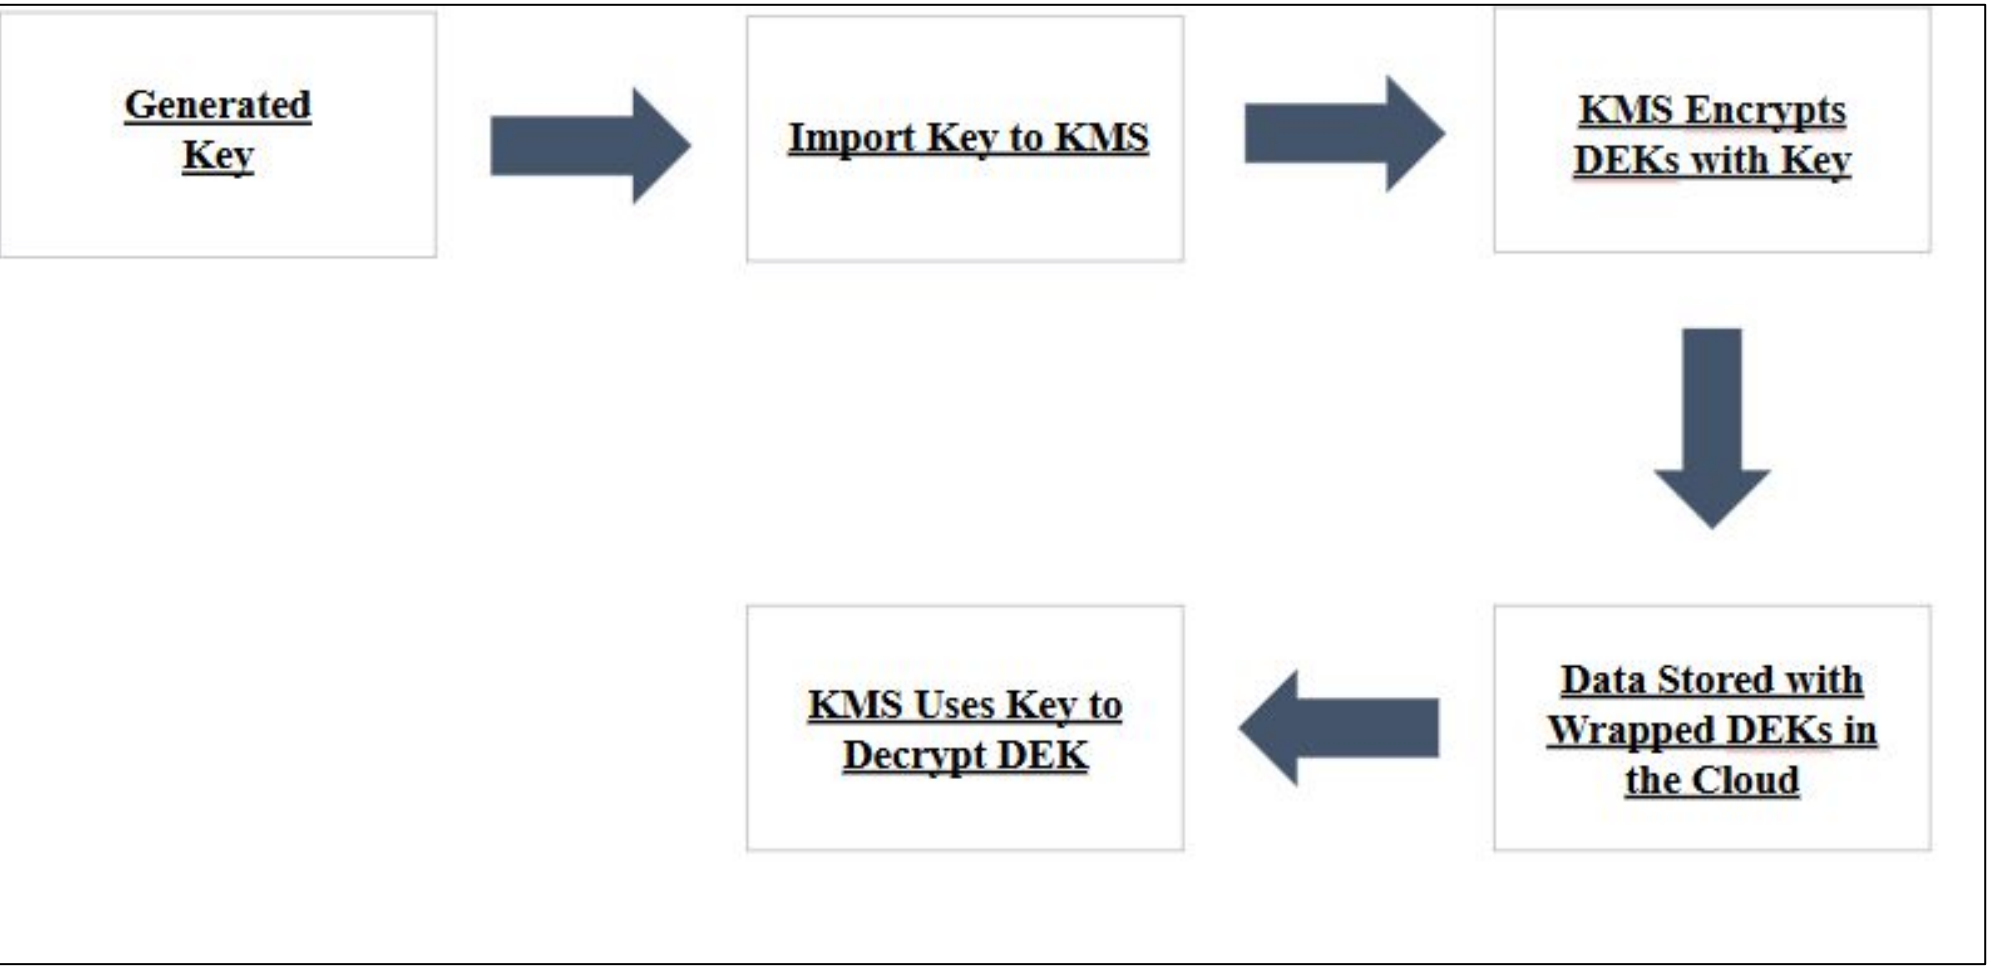 Generated
Key
Import Key to KMS
KMS Encrypts
DEKs with Key
Data Stored with
Wrapped DEKs in
the Cloud
KMS Uses Key to
Decrypt DEK